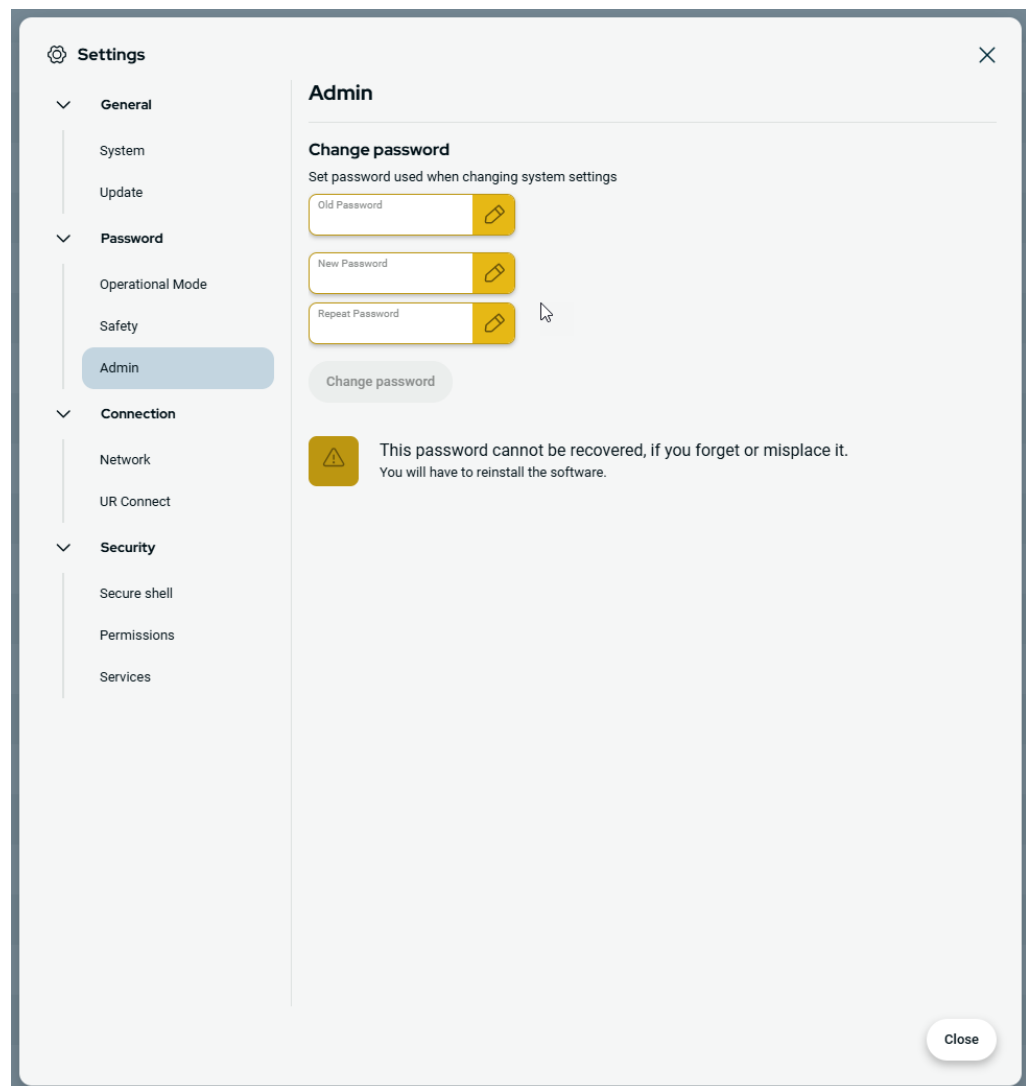 Settings
General
System
Update
Password
Operational Mode
Safety
Admin
Connection
Network
UR Connect
Security
Secure shell
Permissions
Services
Admin
Change password
Set password used when changing system settings
Old Password
New Password
Repeat Password
Change password
This password cannot be recovered, if you forget or misplace it.
You will have to reinstall the software.
Close